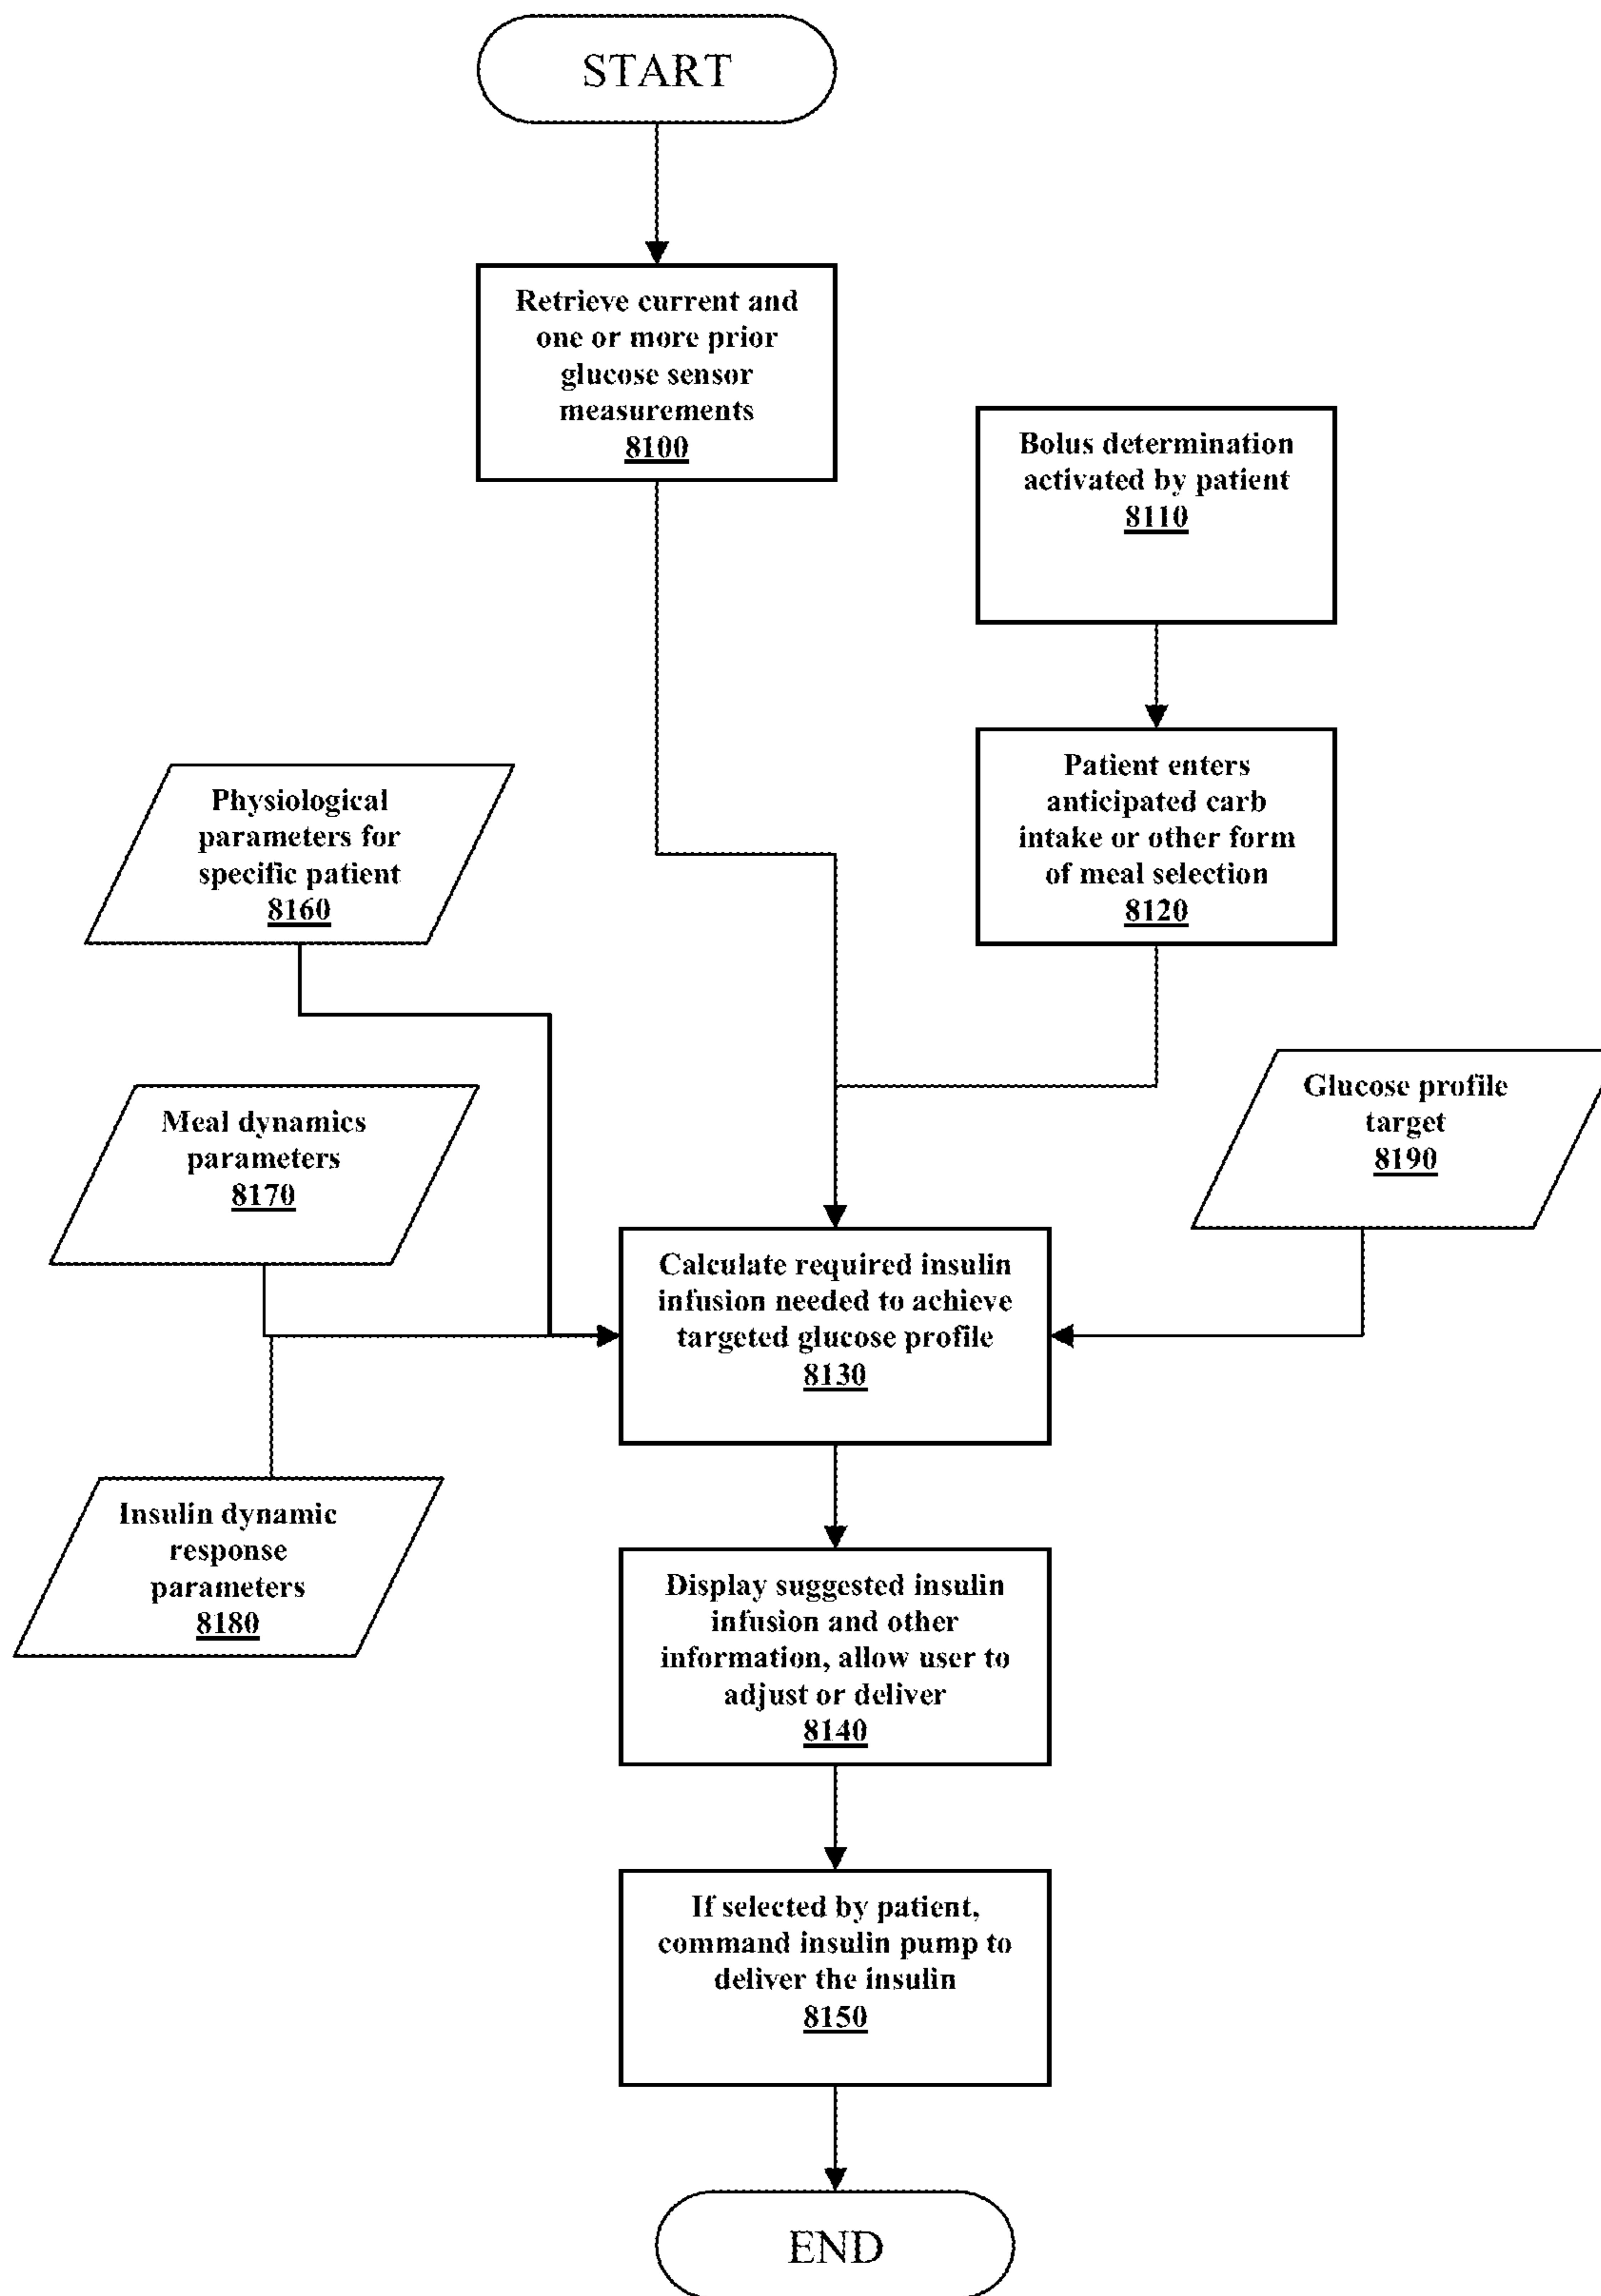 START
Retrieve current and
one or more prior
glucose sensor
measurements
8100
Bolus determination
activated by patient
8110
Patient enters
anticipated carb
intake or other form
of meal selection
8120
Physiological
parameters for
specific patient
8160
Meal dynamics
parameters
8170
Glucose profile
target
8190
Insulin dynamic
response
parameters
8180
Calculate required insulin
infusion needed to achieve
targeted glucose profile
8130
Display suggested insulin
infusion and other
information, allow user to
adjust or deliver
8140
If selected by patient,
command insulin pump to
deliver the insulin
8150
END